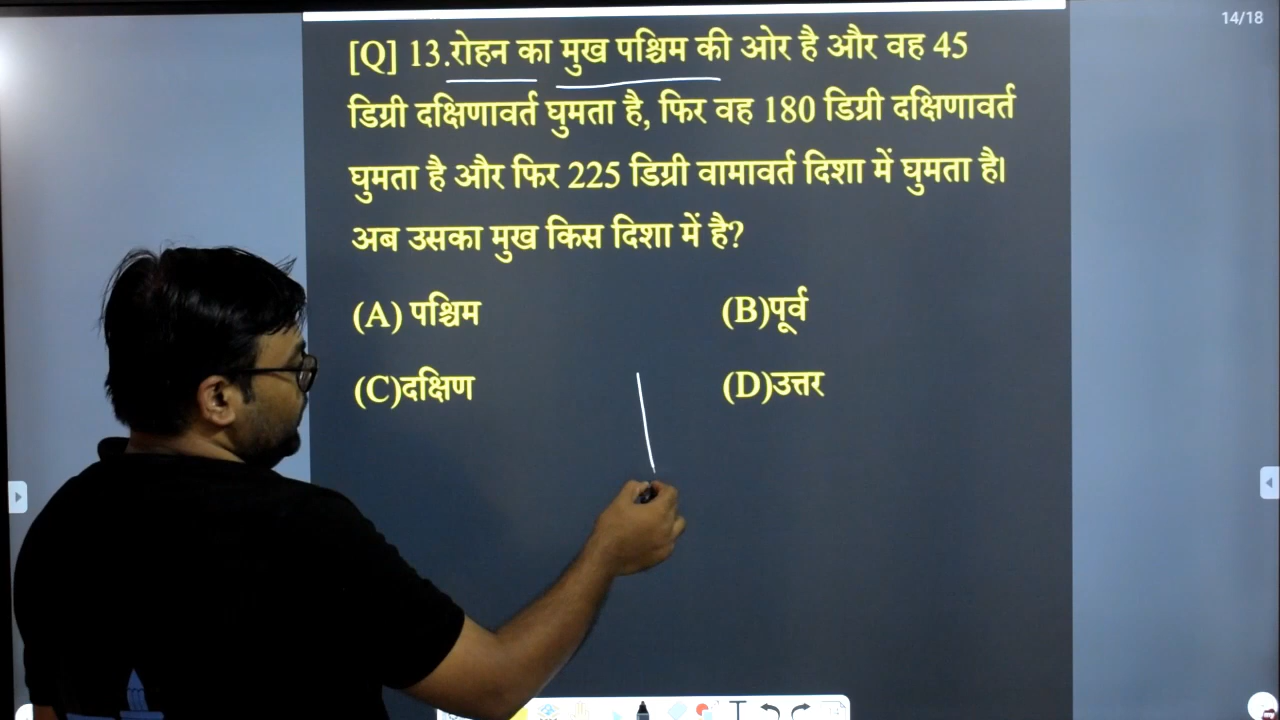 14/18
[Q] 13.रोहन का मुख पश्चिम की ओर है और वह 45
डिग्री दक्षिणावर्त घुमता है, फिर वह 180 डिग्री दक्षिणावर्त
घुमता है और फिर 225 डिग्री वामावर्त दिशा में घुमता है।
अब उसका मुख किस दिशा में है?
(A) पश्चिम (B)पूर्व
(C)दक्षिण (D)उत्तर